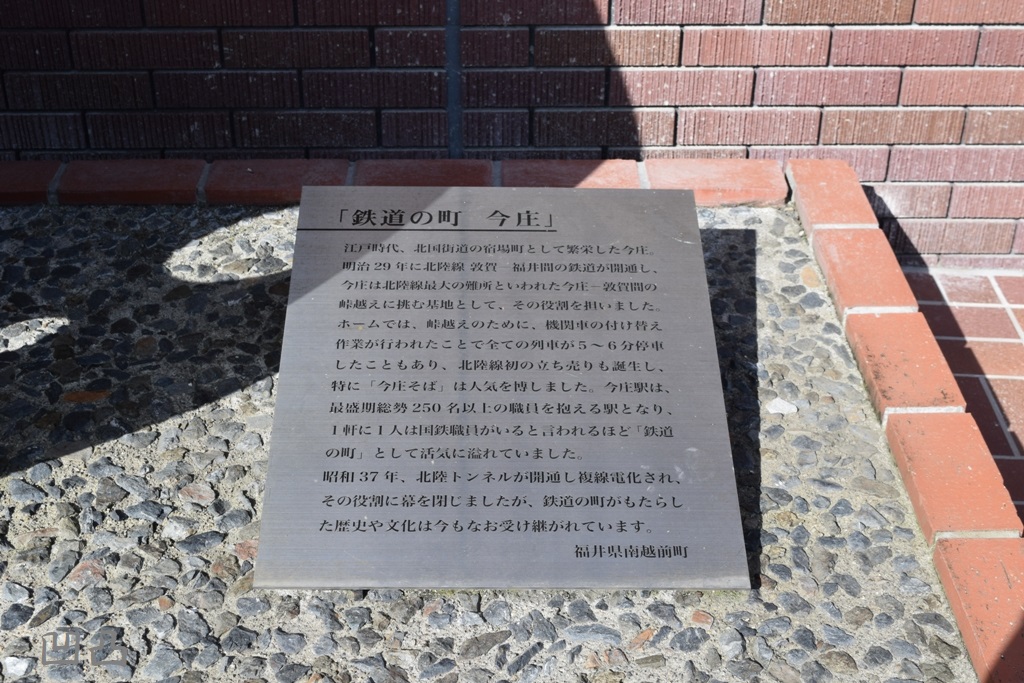 「鉄道の町　今庄」
江戸時代、北国街道の宿場町として繁栄した今庄。
明治29年に北陸線 敦賀－福井間の鉄道が開通し、
今庄は北陸線最大の難所といわれた今庄－敦賀間の
峠越えに挑む基地として、その役割を担いました。
ホームでは、峠越えのために、機関車の付け替え
作業が行われたことで全ての列車が5～6分停車
したこともあり、北陸線初の立ち売りも誕生し、
特に「今庄そば」は人気を博しました。今庄駅は、
最盛期総勢250名以上の職員を抱える駅となり、
1軒に1人は国鉄職員がいると言われるほど「鉄道
の町」として活気に溢れていました。
昭和37年、北陸トンネルが開通し複線電化され、
その役割に幕を閉じましたが、鉄道の町がもたらし
た歴史や文化は今もなお受け継がれています。
福井県南越前町